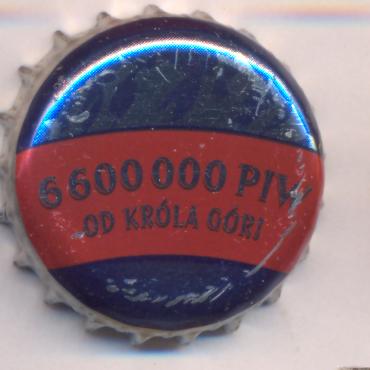 6 600 000 PIW
OD KRÓLA GÓR!